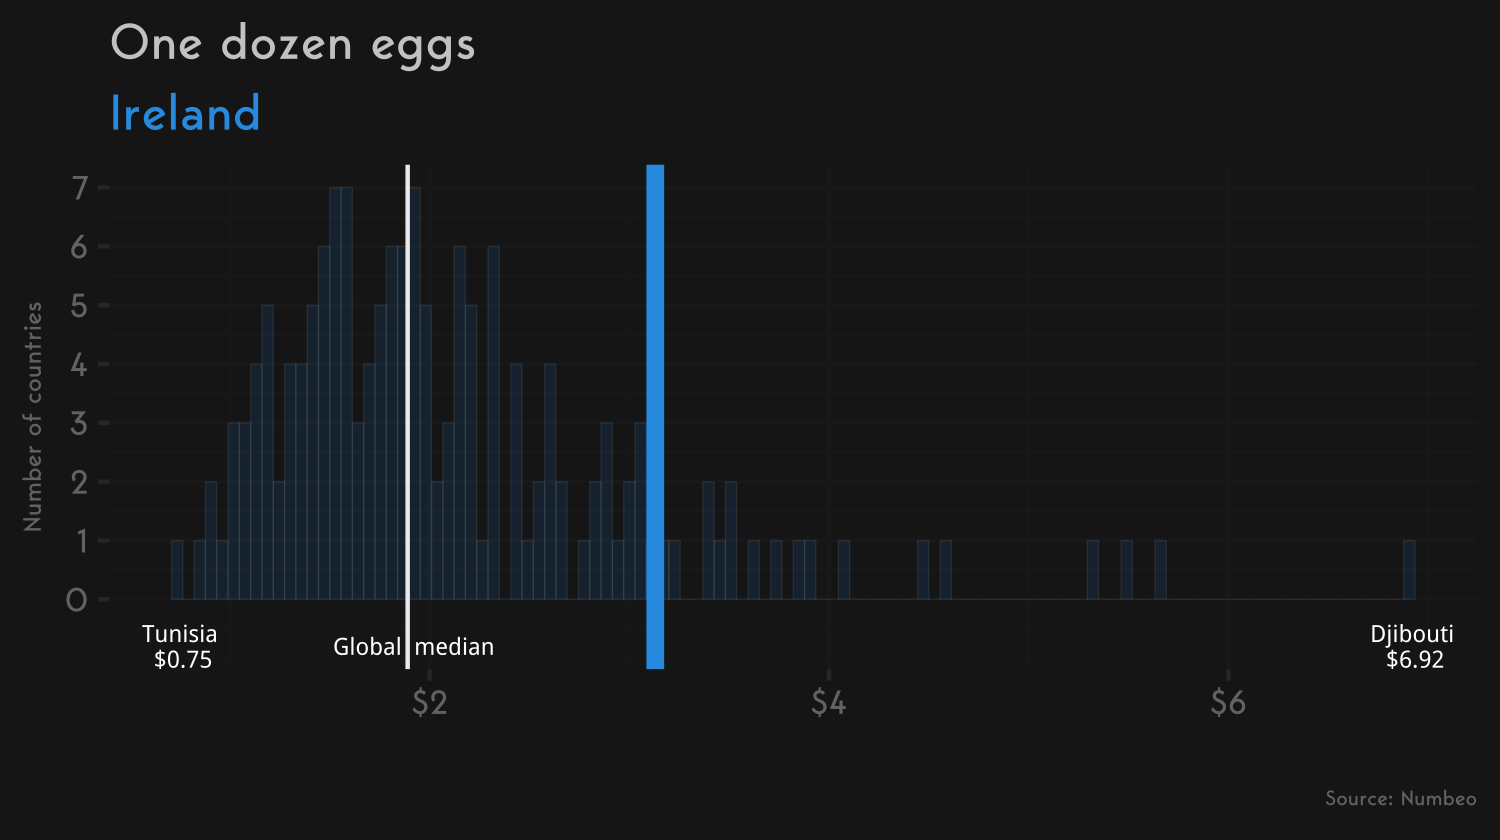 One dozen eggs
Ireland
Number of countries
7
6
5
4
3
2
1
0
Tunisia
$0.75
Global median
Djibouti
$6.92
$2
$4
$6
Source: Numbeo